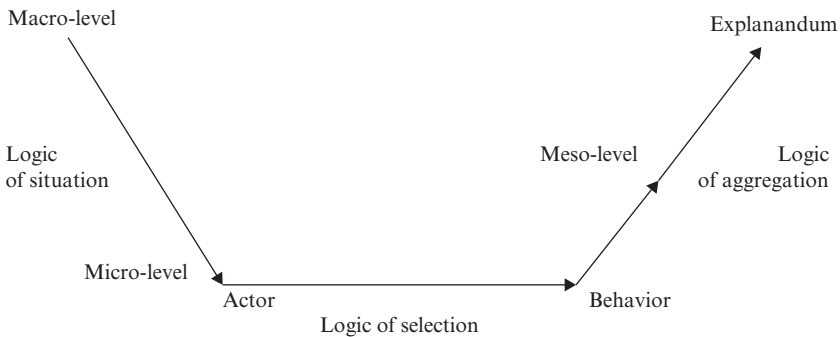 Macro-level
Explanandum
Logic
of situation
Meso-level
Logic
of aggregation
Micro-level
Actor
Behavior
Logic of selection